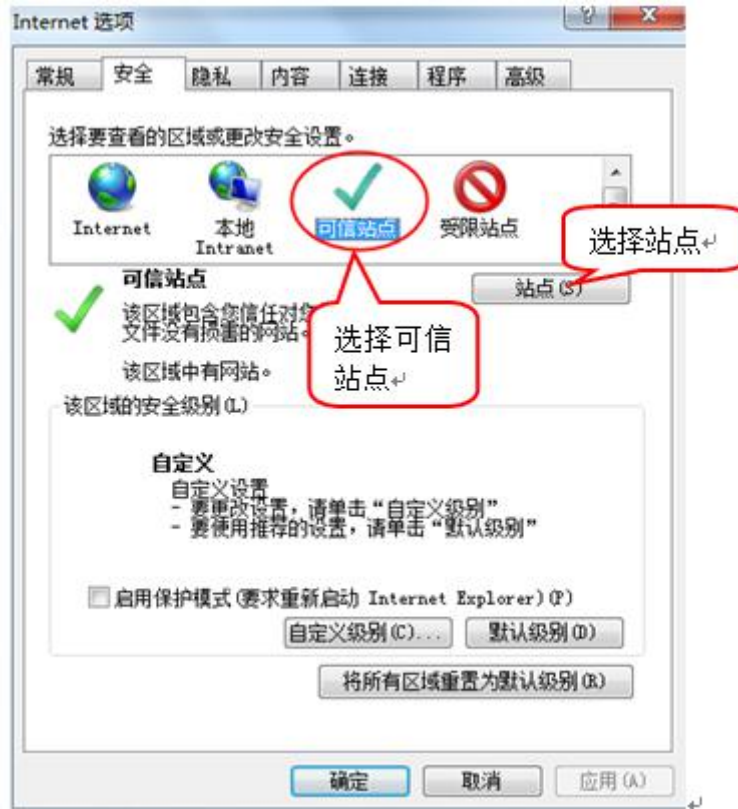 Internet 选项
常规 安全 隐私 内容 连接 程序 高级
选择要查看的区域或更改安全设置。
Internet 本地 Intranet 可信站点 受限站点
选择站点
可信站点
站点(S)
该区域包含您信任对您
文件没有损害的网站。
选择可信
站点
该区域中有网站。
该区域的安全级别(L)
自定义
自定义设置
- 要更改设置，请单击“自定义级别”
- 要使用推荐的设置，请单击“默认级别”
启用保护模式(要求重新启动 Internet Explorer)(P)
自定义级别(C)... 默认级别(D)
将所有区域重置为默认级别(R)
确定 取消 应用(A)